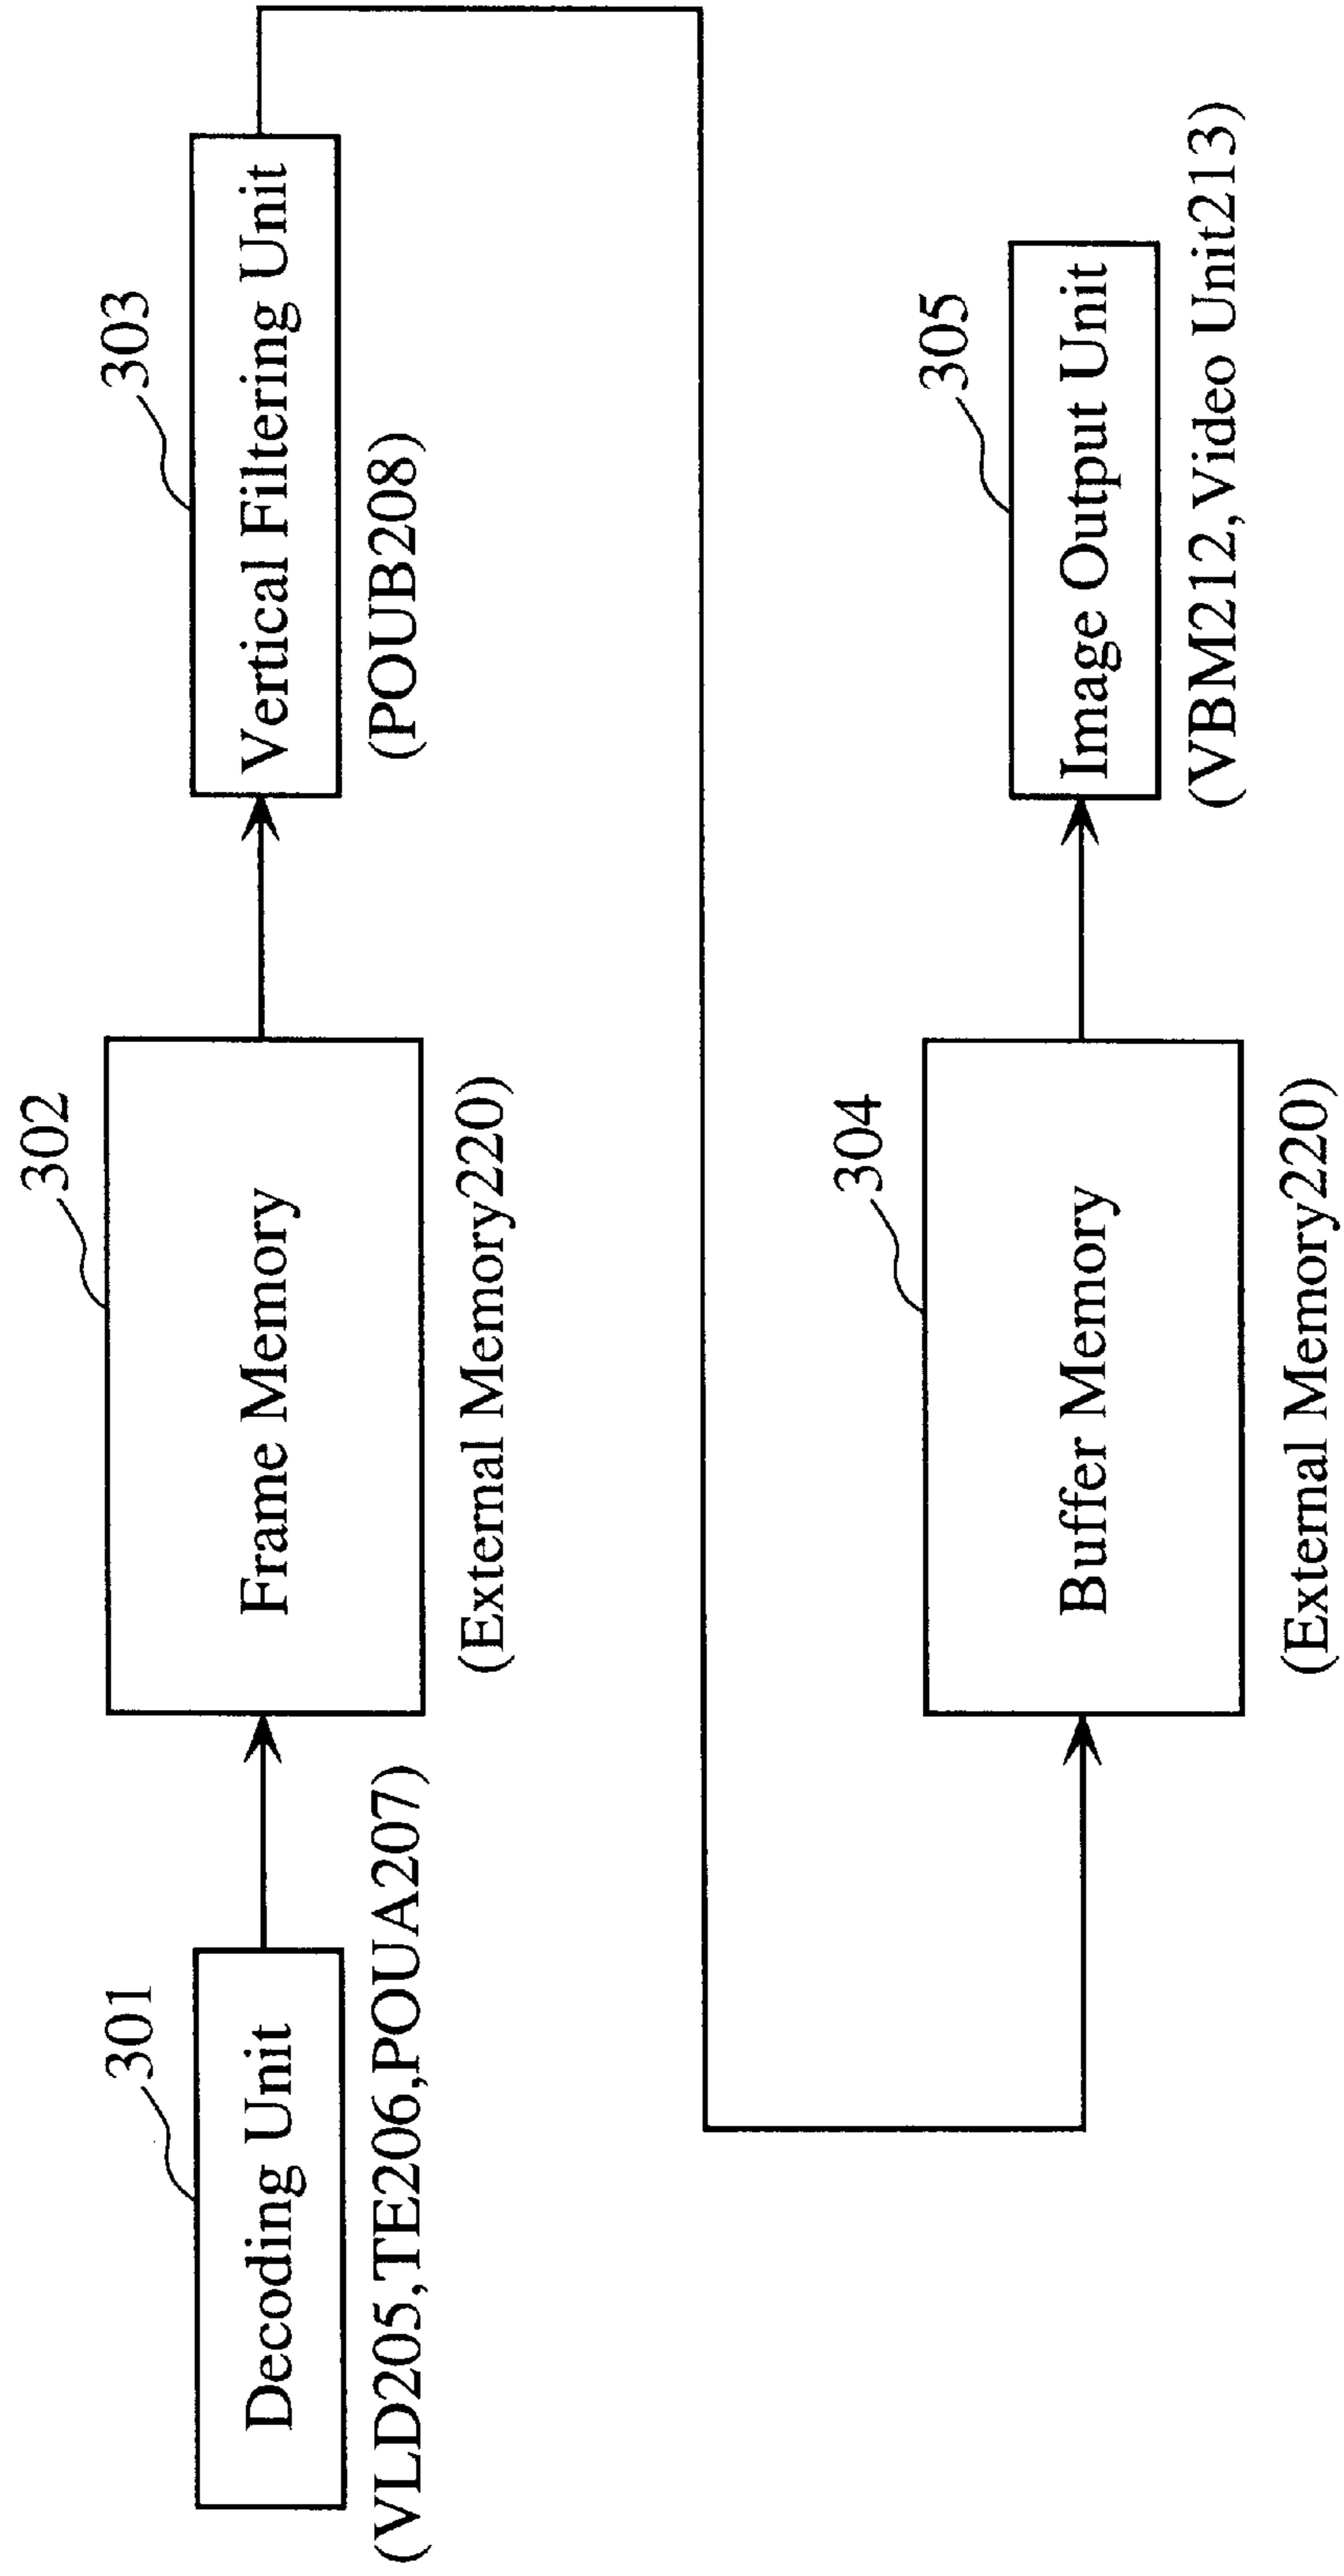 301
Decoding Unit
(VLD205,TE206,POUA207)
302
Frame Memory
(External Memory220)
303
Vertical Filtering Unit
(POUB208)
304
Buffer Memory
(External Memory220)
305
Image Output Unit
(VBM212,Video Unit213)